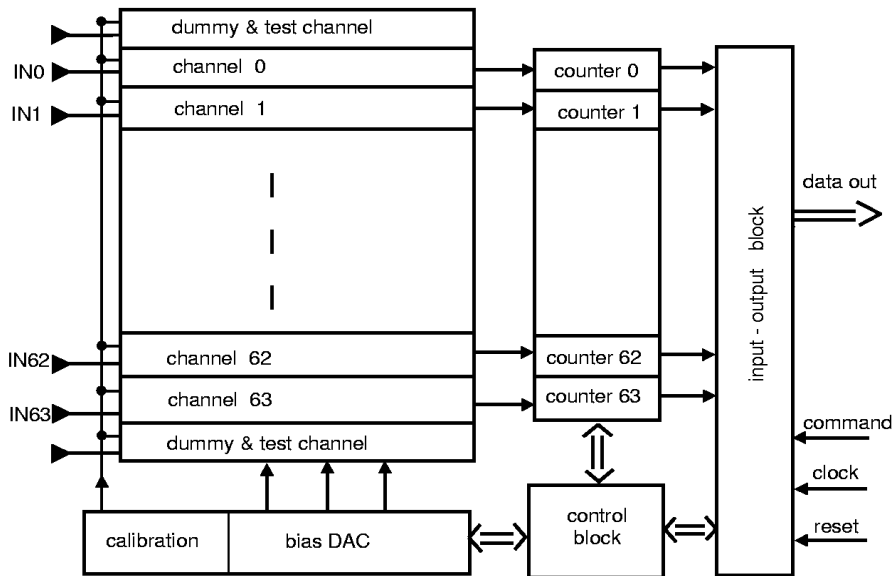 dummy & test channel
IN0
channel 0
counter 0
IN1
channel 1
counter 1
data out
input - output block
IN62
channel 62
counter 62
IN63
channel 63
counter 63
dummy & test channel
command
clock
reset
calibration
bias DAC
control
block